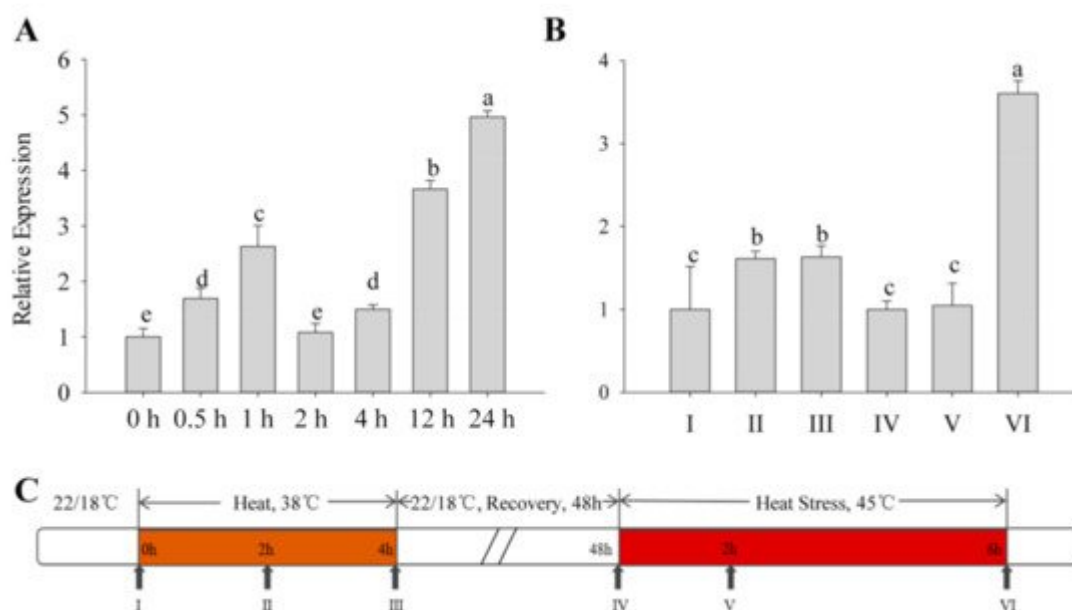 A
B
Relative Expression
6
5
4
3
2
1
0
e
d
c
e
d
b
a
0 h 0.5 h 1 h 2 h 4 h 12 h 24 h
4
3
2
1
0
c
b
b
c
c
a
I II III IV V VI
C
22/18℃ Heat, 38℃ 22/18℃, Recovery, 48h Heat Stress, 45℃
0h 2h 4h 48h 2h 6h
I II III IV V VI